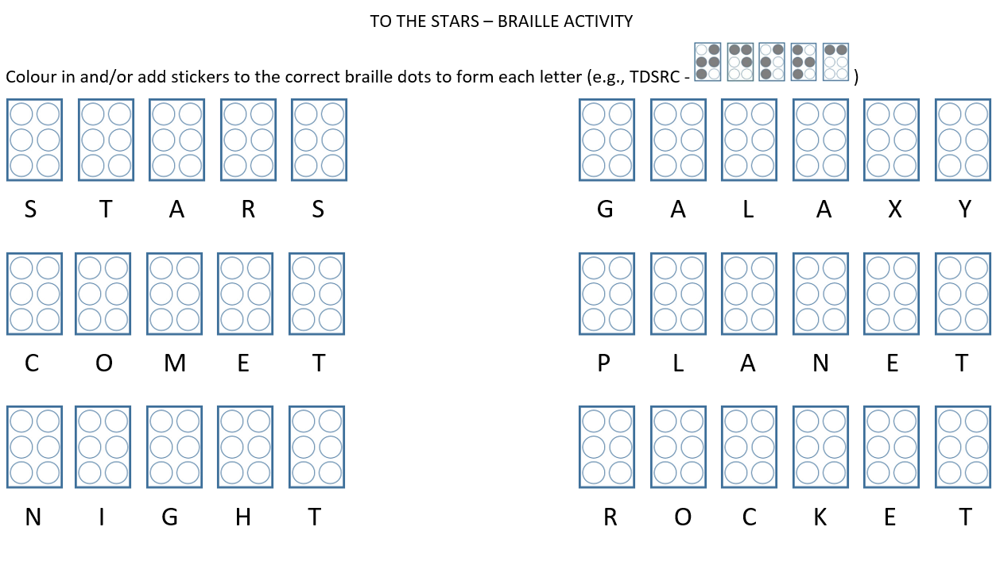 TO THE STARS – BRAILLE ACTIVITY
Colour in and/or add stickers to the correct braille dots to form each letter (e.g., TDSRC - ⠞ ⠙ ⠎ ⠗ ⠉ )
S T A R S
G A L A X Y
C O M E T
P L A N E T
N I G H T
R O C K E T